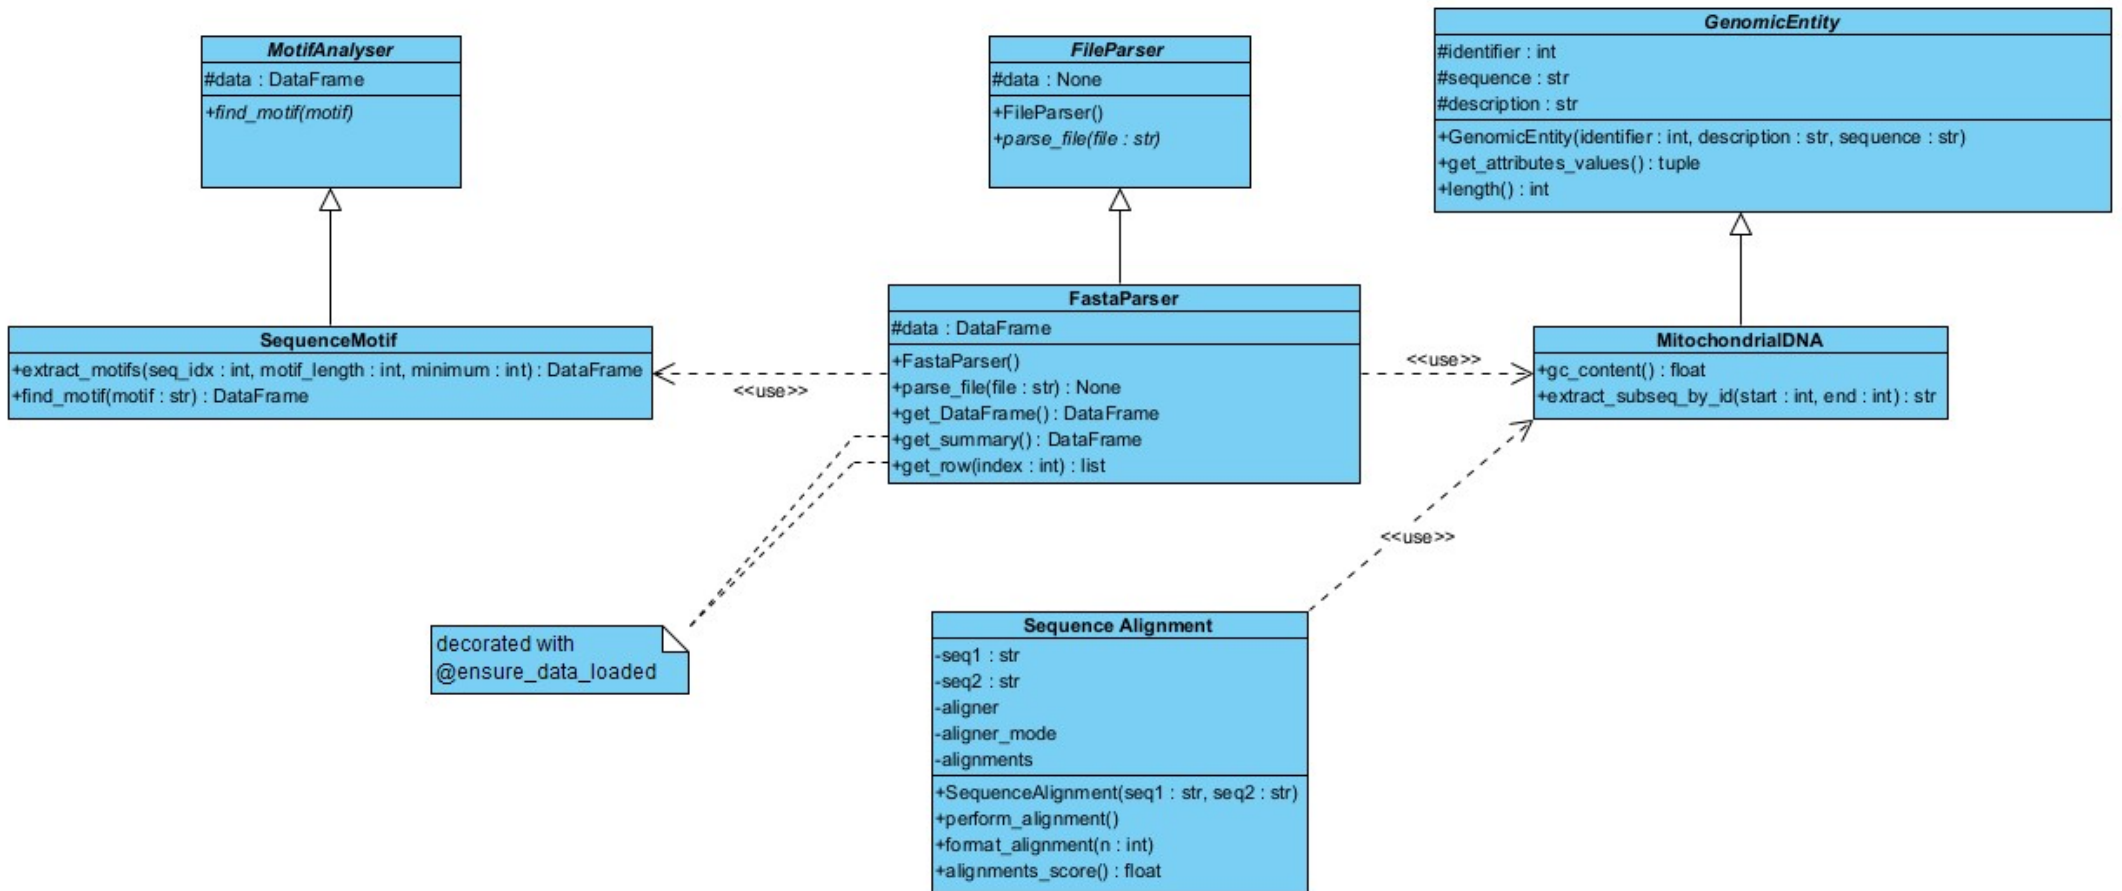 MotifAnalyser
#data : DataFrame
+find_motif(motif)
FileParser
#data : None
+FileParser()
+parse_file(file : str)
GenomicEntity
#identifier : int
#sequence : str
#description : str
+GenomicEntity(identifier : int, description : str, sequence : str)
+get_attributes_values() : tuple
+length() : int
SequenceMotif
+extract_motifs(seq_idx : int, motif_length : int, minimum : int) : DataFrame
+find_motif(motif : str) : DataFrame
<<use>>
FastaParser
#data : DataFrame
+FastaParser()
+parse_file(file : str) : None
+get_DataFrame() : DataFrame
+get_summary() : DataFrame
+get_row(index : int) : list
<<use>>
MitochondrialDNA
+gc_content() : float
+extract_subseq_by_id(start : int, end : int) : str
<<use>>
decorated with
@ensure_data_loaded
Sequence Alignment
-seq1 : str
-seq2 : str
-aligner
-aligner_mode
-alignments
+SequenceAlignment(seq1 : str, seq2 : str)
+perform_alignment()
+format_alignment(n : int)
+alignments_score() : float